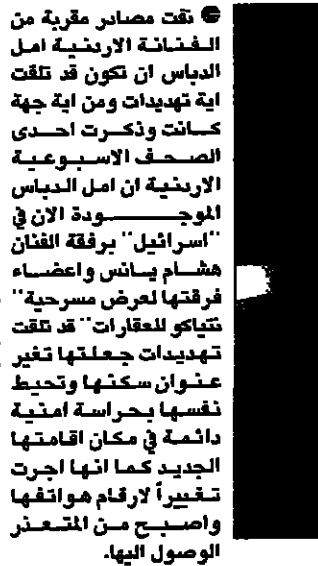 نفت مصادر مقربة من
الفنانة الاردنية امل
الدباس ان تكون قد تلقت
اية تهديدات ومن اية جهة
كانت وذكرت احدى
الصحف الاسبوعية
الاردنية ان امل الدباس
الموجودة الان في
"اسرائيل" برفقة الفنان
هشام يانس واعضاء
فرقتها لعرض مسرحية"
نتياكو للعقارات" قد تلقت
تهديدات جعلتها تغير
عنوان سكنها وتحيط
نفسها بحراسة امنية
دائمة في مكان اقامتها
الجديد كما انها اجرت
تغييراً لارقام هواتفها
واصبح من المتعذر
الوصول اليها.